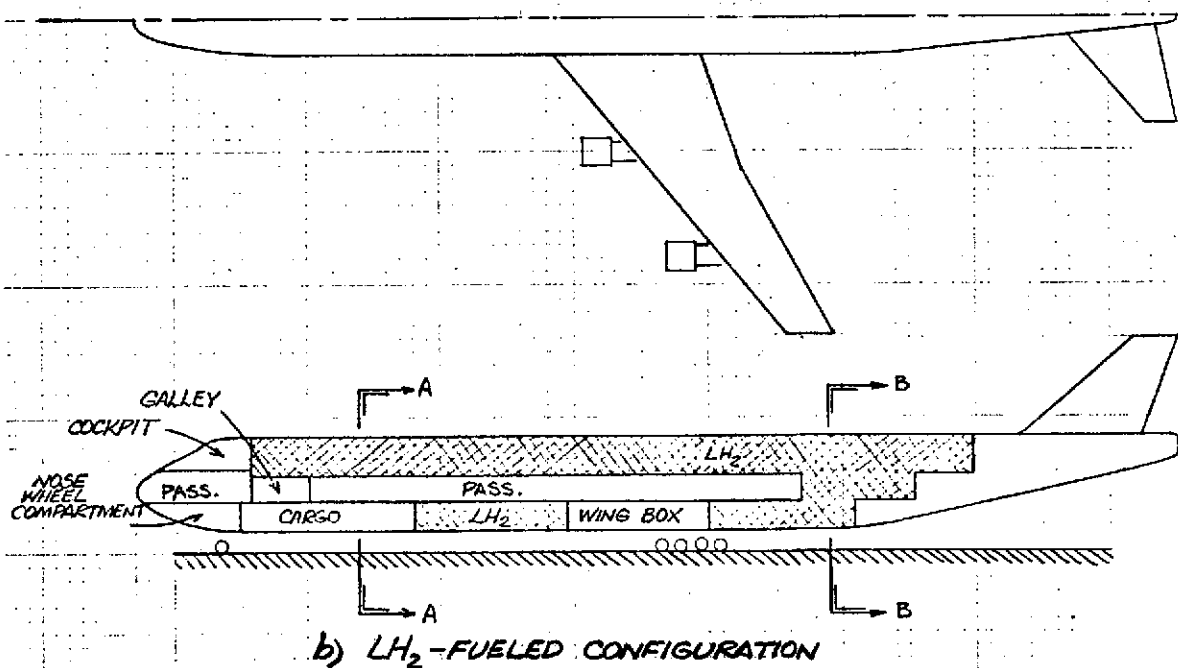 A
B
GALLEY
COCKPIT
LH₂
NOSE
WHEEL
COMPARTMENT
PASS.
PASS.
CARGO
LH₂
WING BOX
A
B
b) LH₂-FUELED CONFIGURATION